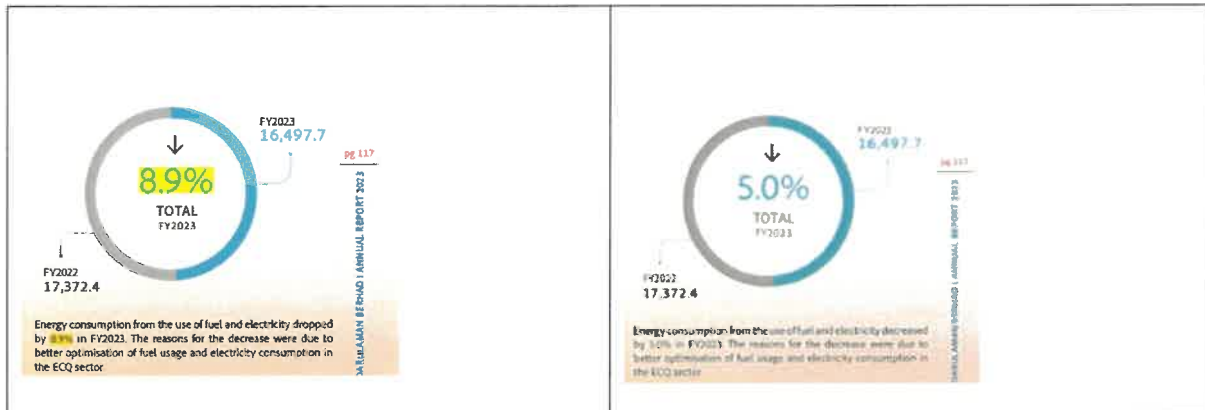 FY2023
16,497.7
8.9%
TOTAL
FY2023
FY2022
17,372.4
Energy consumption from the use of fuel and electricity dropped
by 8.9% in FY2023. The reasons for the decrease were due to
better optimisation of fuel usage and electricity consumption in
the ECQ sector
Pg 117
DARULAMAN BERHAD | ANNUAL REPORT 2023
FY2023
16,497.7
5.0%
TOTAL
FY2023
FY2022
17,372.4
Energy consumption from the use of fuel and electricity decreased
by 5.0% in FY2023. The reasons for the decrease were due to
better optimisation of fuel usage and electricity consumption in
the ECQ sector
PG 117
DARULAMAN BERHAD | ANNUAL REPORT 2023